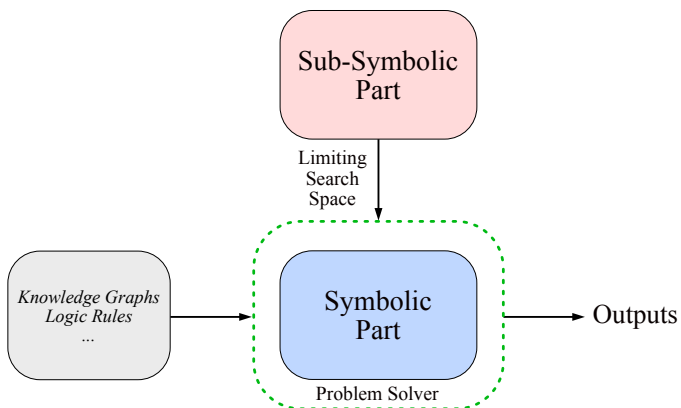 Sub-Symbolic
Part
Limiting
Search
Space
Knowledge Graphs
Logic Rules
...
Symbolic
Part
Outputs
Problem Solver